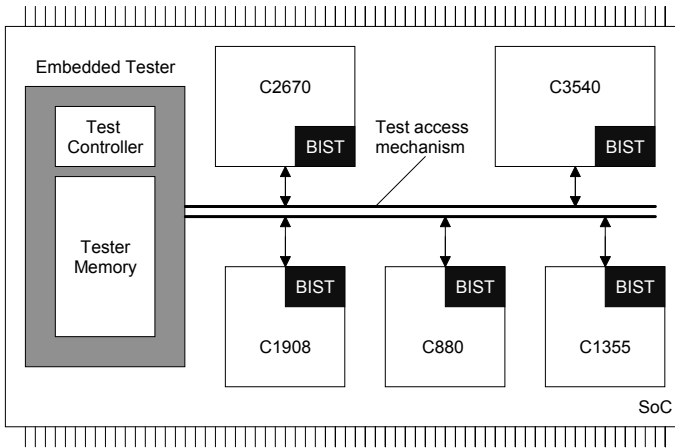 Embedded Tester
Test
Controller
Tester
Memory
C2670
BIST
Test access
mechanism
C3540
BIST
BIST
C1908
BIST
C880
BIST
C1355
SoC